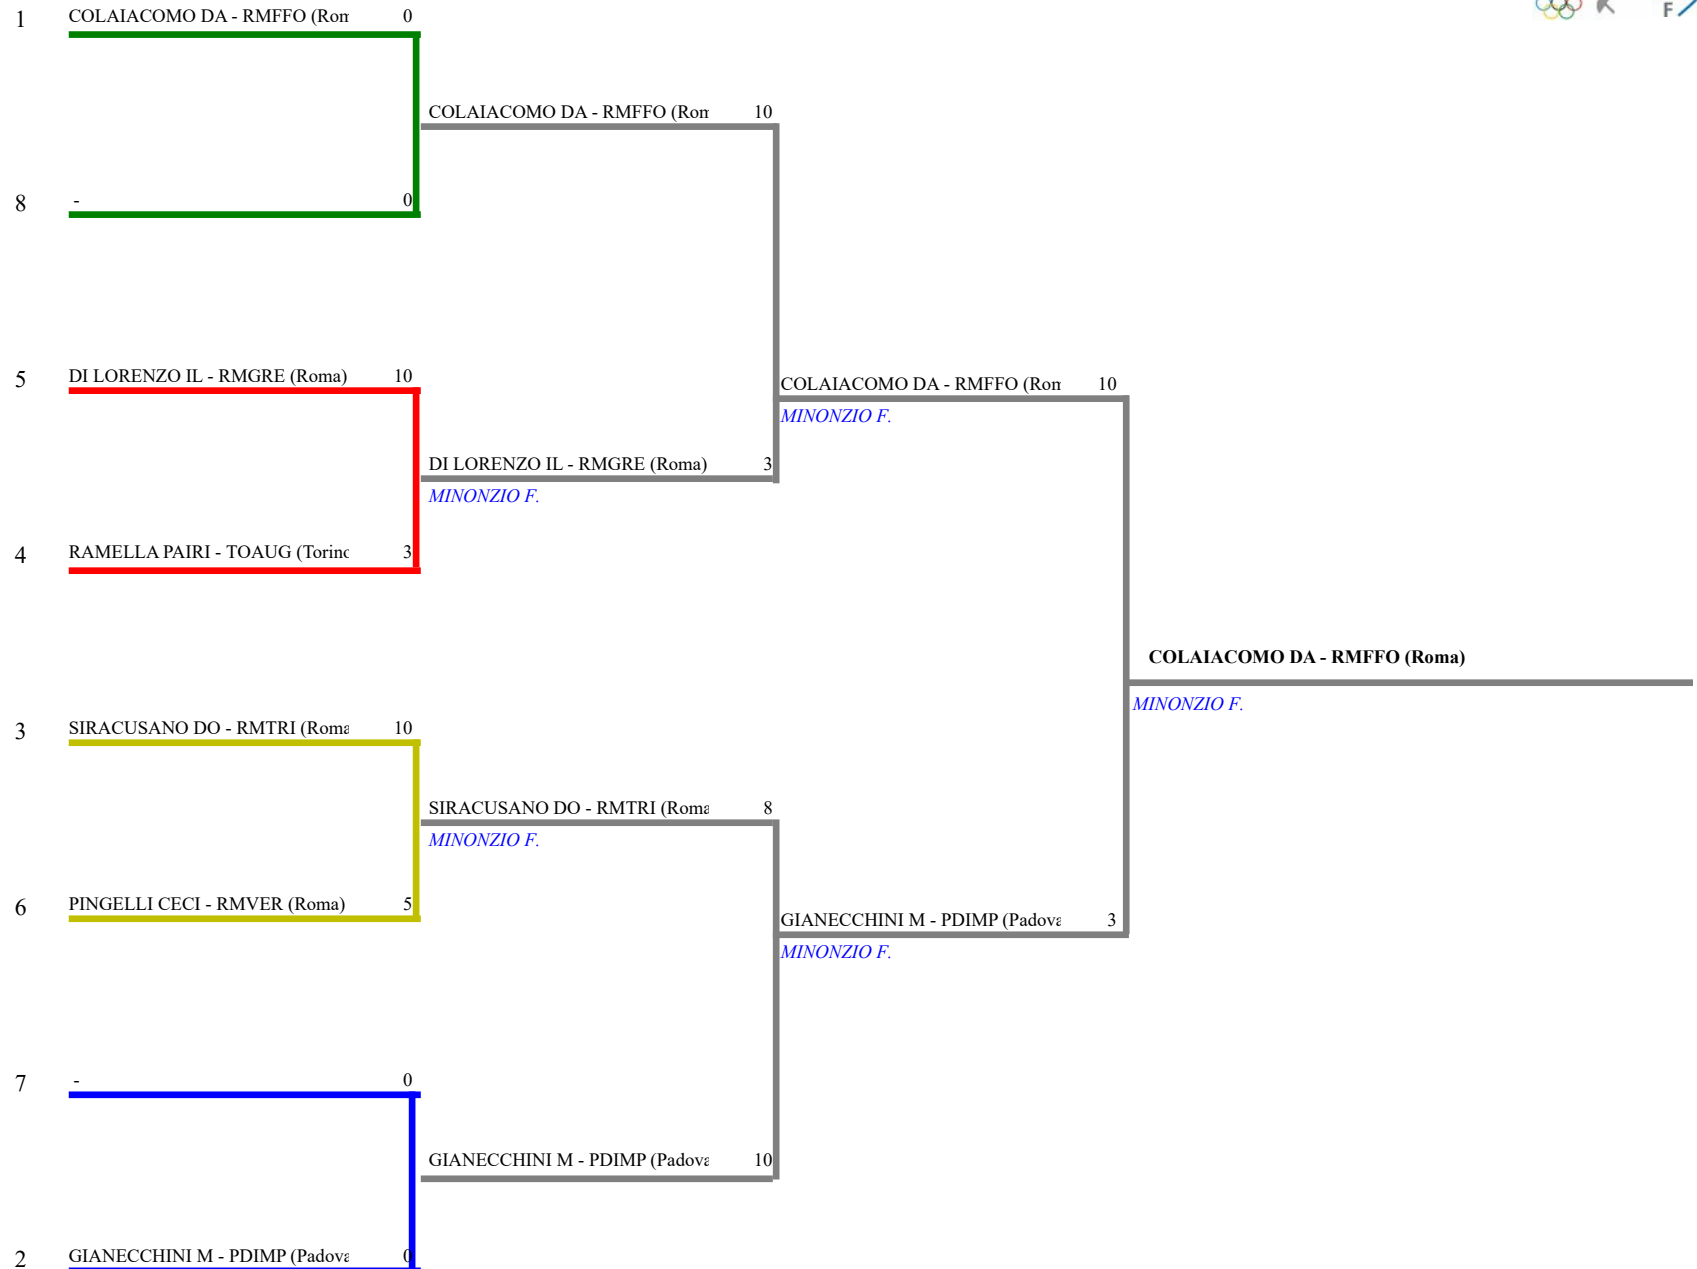 1 COLAIACOMO DA - RMFFO (Rom 0
F
COLAIACOMO DA - RMFFO (Rom 10
8 - 0
5 DI LORENZO IL - RMGRE (Roma) 10
COLAIACOMO DA - RMFFO (Rom 10
MINONZIO F.
DI LORENZO IL - RMGRE (Roma) 3
MINONZIO F.
4 RAMELLA PAIRI - TOAUG (Torino 3
COLAIACOMO DA - RMFFO (Roma)
MINONZIO F.
3 SIRACUSANO DO - RMTRI (Roma 10
SIRACUSANO DO - RMTRI (Roma 8
MINONZIO F.
6 PINGELLI CECI - RMVER (Roma) 5
GIANECCHINI M - PDIMP (Padova 3
MINONZIO F.
7 - 0
GIANECCHINI M - PDIMP (Padova 10
2 GIANECCHINI M - PDIMP (Padova 0